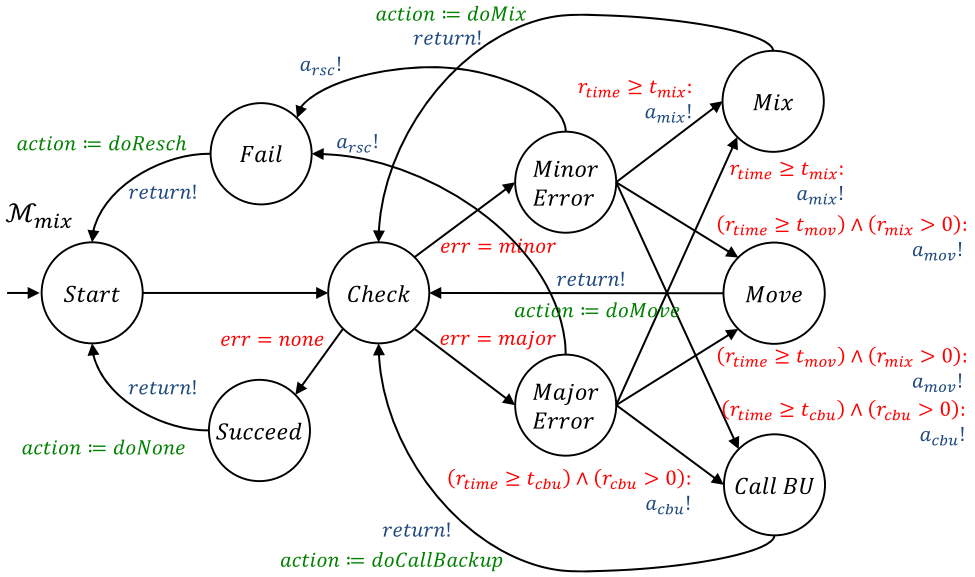 action ≔ doMix
return!
a_rsc!
r_time ≥ t_mix:
a_mix!
Mix
action ≔ doResch
Fail
a_rsc!
Minor
Error
r_time ≥ t_mix:
a_mix!
return!
ℳ_mix
(r_time ≥ t_mov) ∧ (r_mix > 0):
a_mov!
err = minor
Start
Check
return!
action ≔ doMove
Move
err = none
err = major
(r_time ≥ t_mov) ∧ (r_mix > 0):
a_mov!
return!
Major
Error
(r_time ≥ t_cbu) ∧ (r_cbu > 0):
a_cbu!
Succeed
action ≔ doNone
(r_time ≥ t_cbu) ∧ (r_cbu > 0):
a_cbu!
Call BU
return!
action ≔ doCallBackup